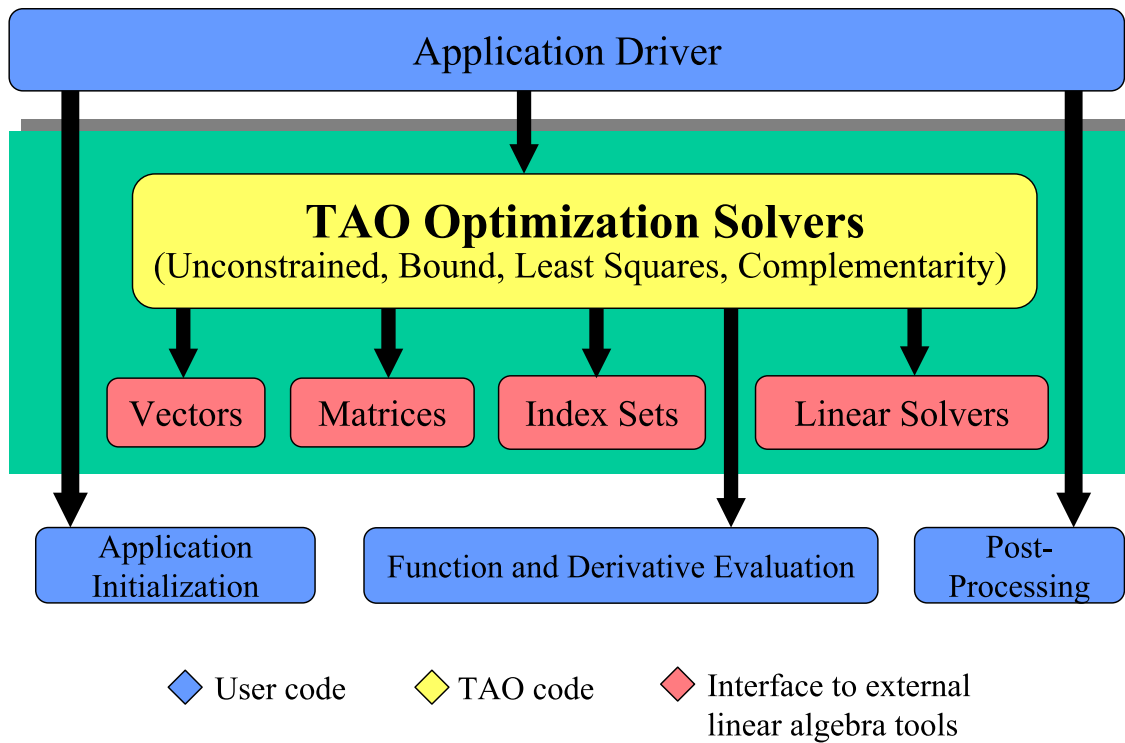 Application Driver
TAO Optimization Solvers
(Unconstrained, Bound, Least Squares, Complementarity)
Vectors
Matrices
Index Sets
Linear Solvers
Application
Initialization
Function and Derivative Evaluation
Post-
Processing
User code
TAO code
Interface to external
linear algebra tools